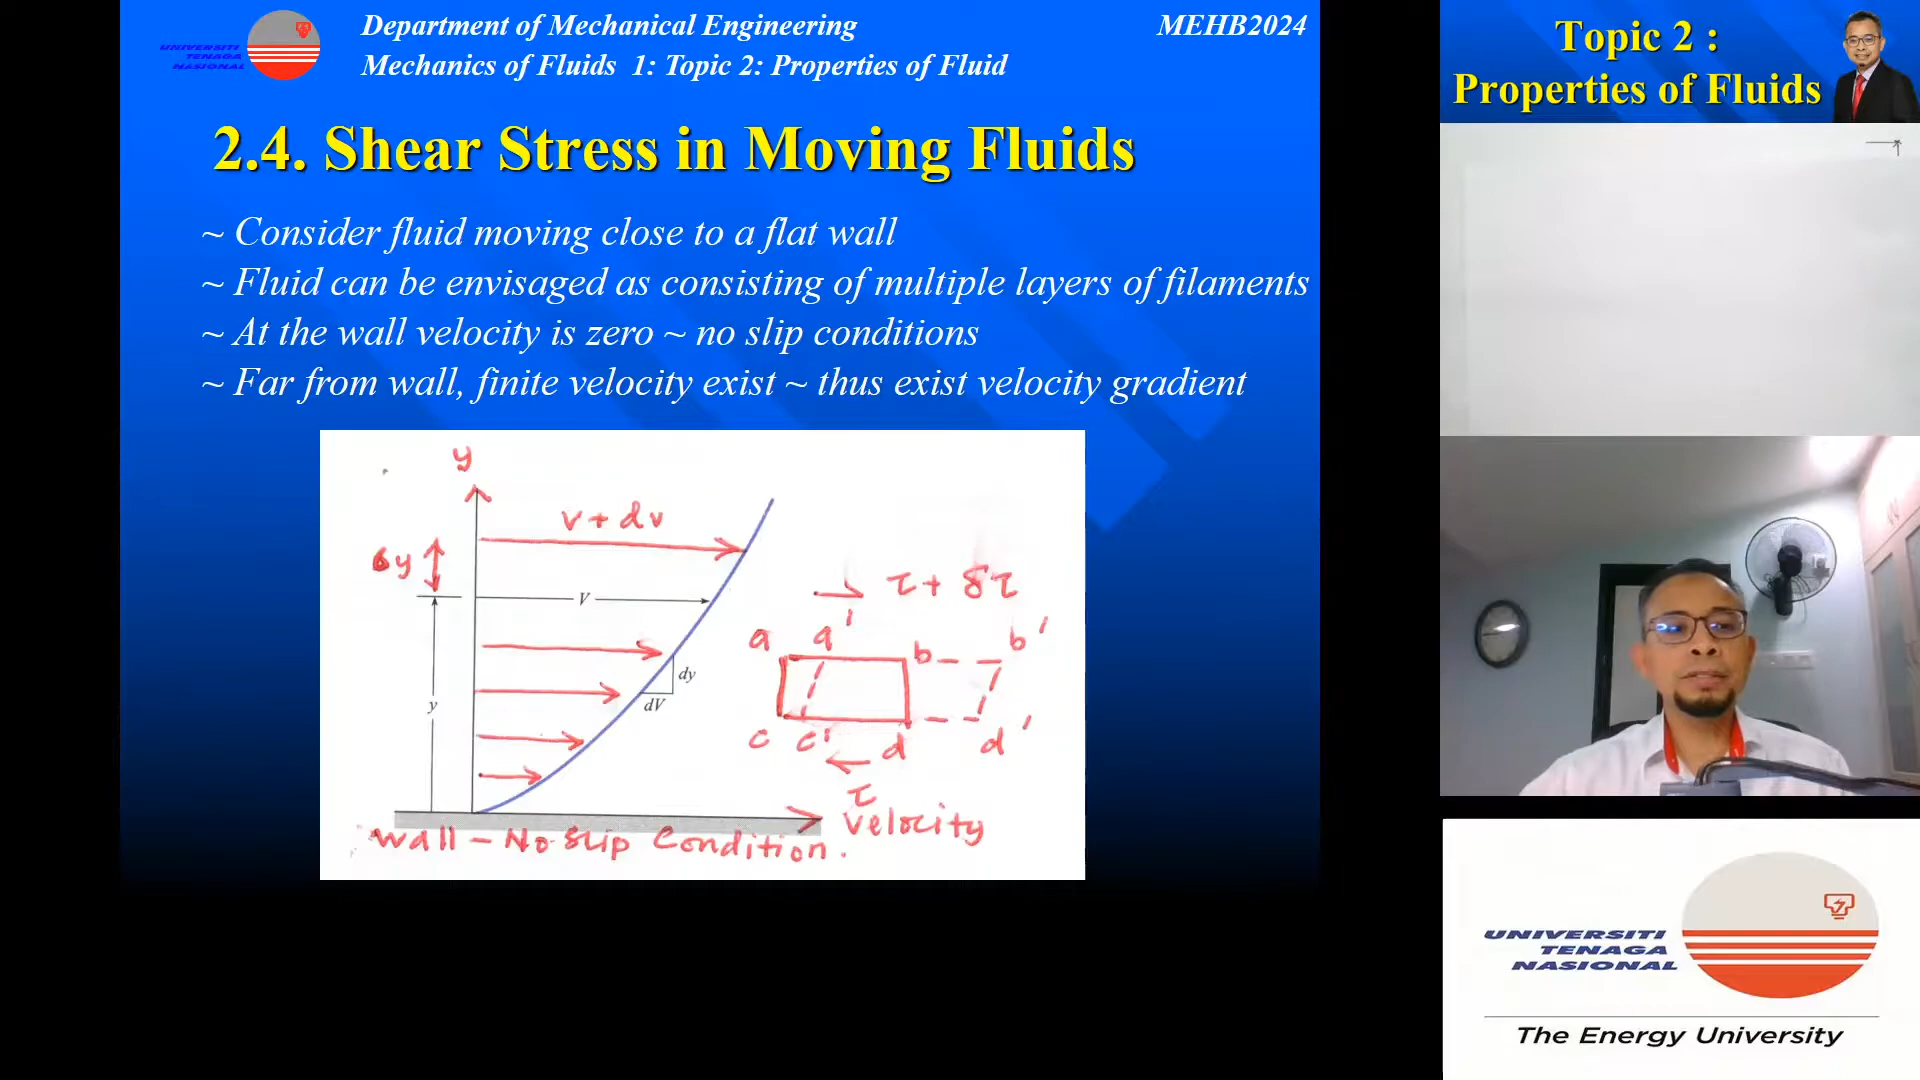 UNIVERSITI
TENAGA
NASIONAL
Department of Mechanical Engineering
MEHB2024
Mechanics of Fluids 1: Topic 2: Properties of Fluid
2.4. Shear Stress in Moving Fluids
~ Consider fluid moving close to a flat wall
~ Fluid can be envisaged as consisting of multiple layers of filaments
~ At the wall velocity is zero ~ no slip conditions
~ Far from wall, finite velocity exist ~ thus exist velocity gradient
y
v + dv
δy
V
τ + δτ
a a' b b'
dy
dV
y
c c' d d'
τ
Velocity
Wall - No Slip Condition.
Topic 2 :
Properties of Fluids
UNIVERSITI
TENAGA
NASIONAL
The Energy University